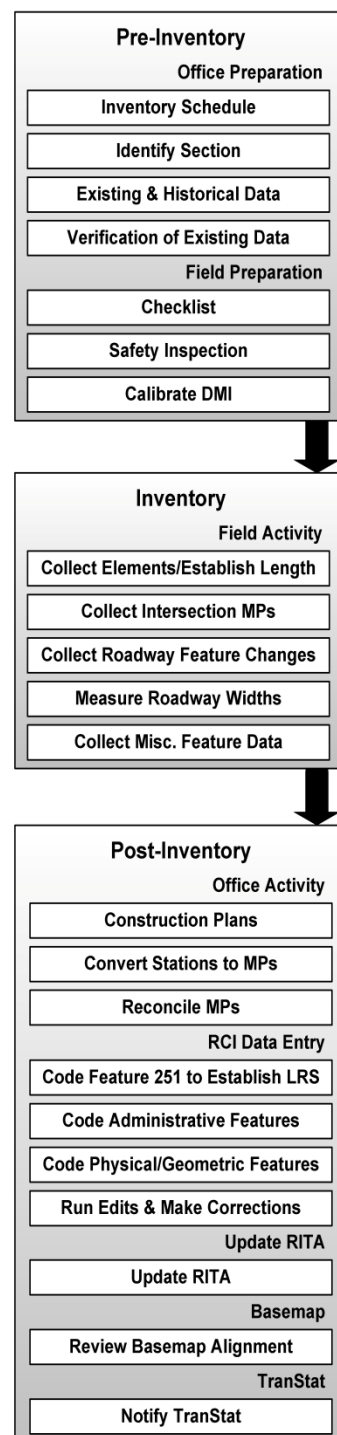 Pre-Inventory
Office Preparation
Inventory Schedule
Identify Section
Existing & Historical Data
Verification of Existing Data
Field Preparation
Checklist
Safety Inspection
Calibrate DMI
Inventory
Field Activity
Collect Elements/Establish Length
Collect Intersection MPs
Collect Roadway Feature Changes
Measure Roadway Widths
Collect Misc. Feature Data
Post-Inventory
Office Activity
Construction Plans
Convert Stations to MPs
Reconcile MPs
RCI Data Entry
Code Feature 251 to Establish LRS
Code Administrative Features
Code Physical/Geometric Features
Run Edits & Make Corrections
Update RITA
Update RITA
Basemap
Review Basemap Alignment
TranStat
Notify TranStat